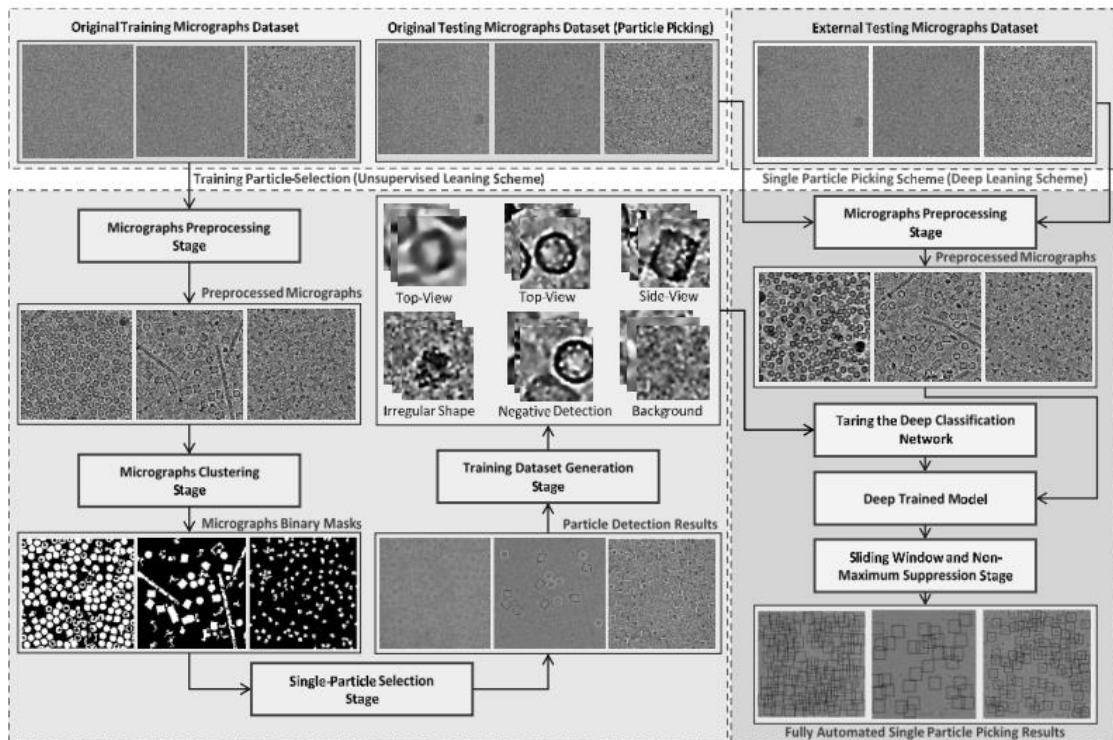 Original Training Micrographs Dataset
Original Testing Micrographs Dataset (Particle Picking)
External Testing Micrographs Dataset
Training Particle-Selection (Unsupervised Leaning Scheme)
Single Particle Picking Scheme (Deep Leaning Scheme)
Micrographs Preprocessing
Stage
Preprocessed Micrographs
Micrographs Clustering
Stage
Micrographs Binary Masks
Single-Particle Selection
Stage
Top-View
Top-View
Side-View
Irregular Shape
Negative Detection
Background
Training Dataset Generation
Stage
Particle Detection Results
Micrographs Preprocessing
Stage
Preprocessed Micrographs
Taring the Deep Classification
Network
Deep Trained Model
Sliding Window and Non-
Maximum Suppression Stage
Fully Automated Single Particle Picking Results